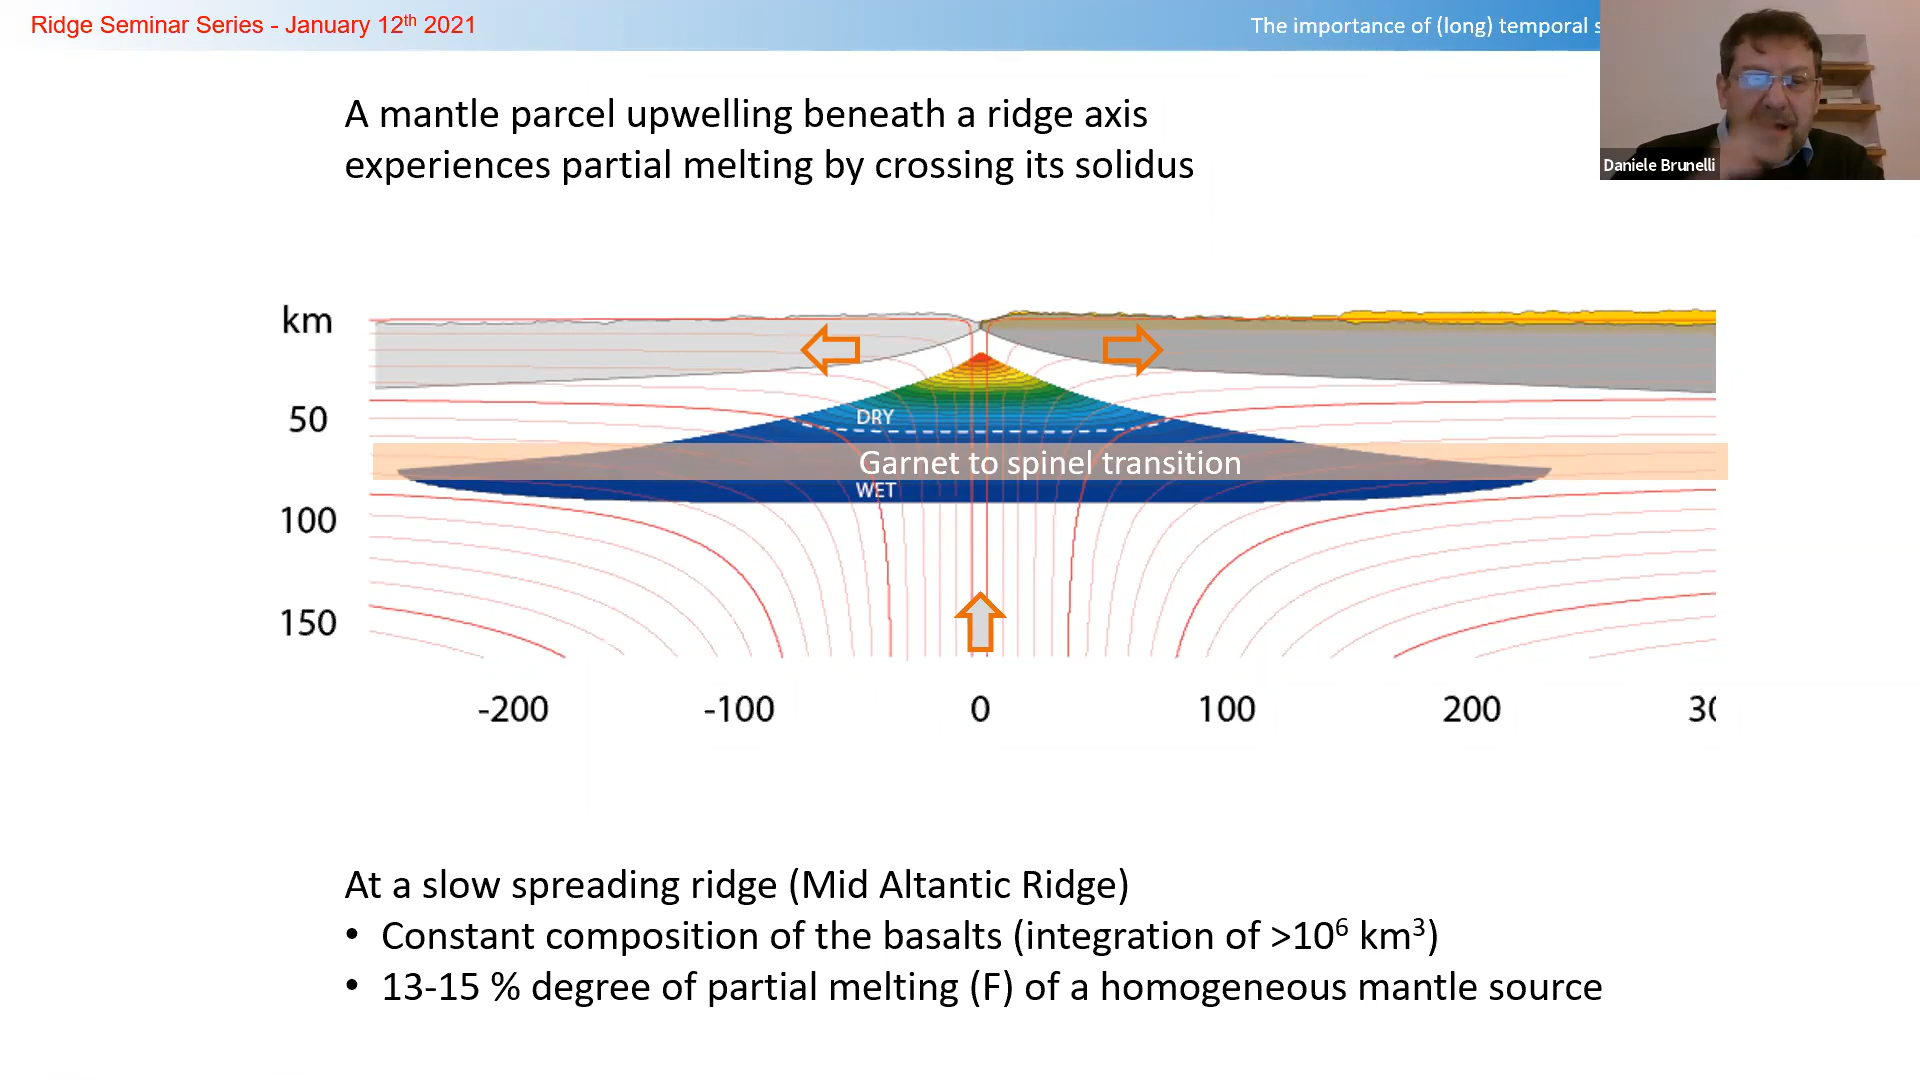 Ridge Seminar Series - January 12th 2021
The importance of (long) temporal
Daniele Brunelli
A mantle parcel upwelling beneath a ridge axis
experiences partial melting by crossing its solidus
km
50
100
150
DRY
Garnet to spinel transition
WET
-200 -100 0 100 200
At a slow spreading ridge (Mid Altantic Ridge)
• Constant composition of the basalts (integration of >10⁶ km³)
• 13-15 % degree of partial melting (F) of a homogeneous mantle source